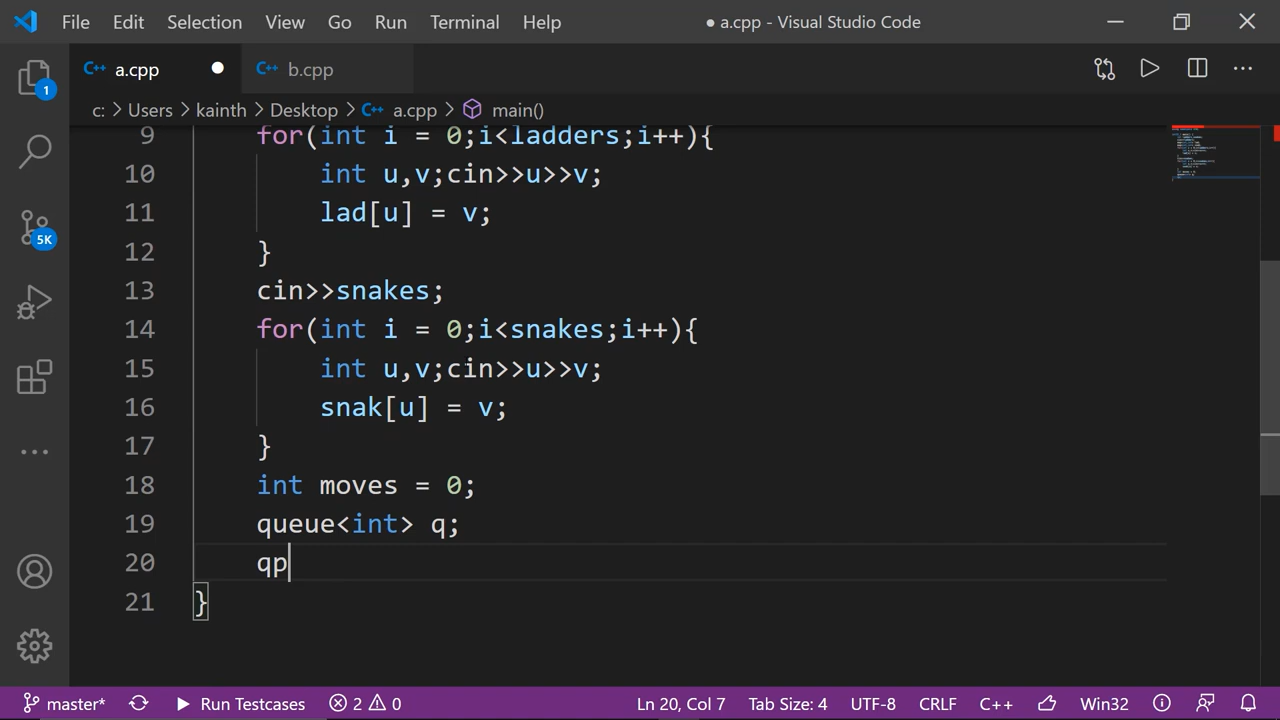 File Edit Selection View Go Run Terminal Help ● a.cpp - Visual Studio Code
C++ a.cpp ● C++ b.cpp
c: > Users > kainth > Desktop > C++ a.cpp > main()
1
5K
9 for(int i = 0;i<ladders;i++){
10 int u,v;cin>>u>>v;
11 lad[u] = v;
12 }
13 cin>>snakes;
14 for(int i = 0;i<snakes;i++){
15 int u,v;cin>>u>>v;
16 snak[u] = v;
17 }
18 int moves = 0;
19 queue<int> q;
20 qp
21 }
master* Run Testcases 2 0 Ln 20, Col 7 Tab Size: 4 UTF-8 CRLF C++ Win32